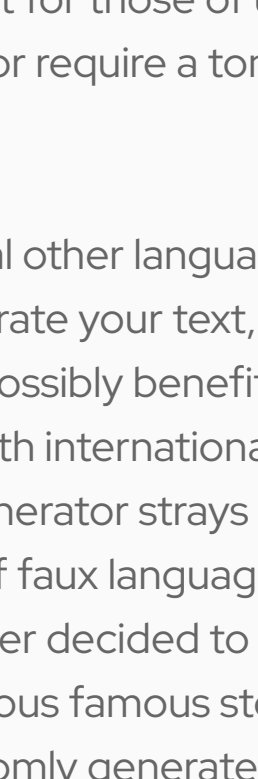 t for those of
or require a tor
al other langua
rate your text,
ossibly benefit
th internationa
nerator strays
f faux languag
er decided to
ous famous sto
omly generate